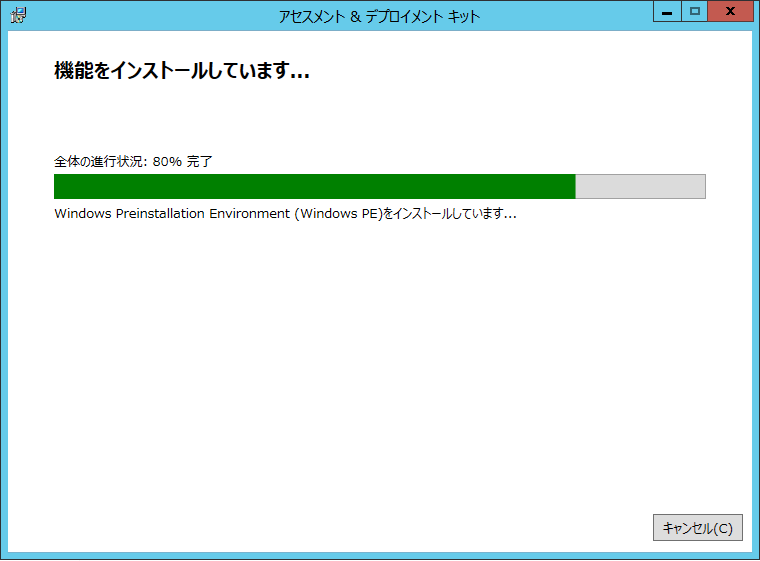 アセスメント & デプロイメント キット
機能をインストールしています...
全体の進行状況: 80% 完了
Windows Preinstallation Environment (Windows PE)をインストールしています...
キャンセル(C)